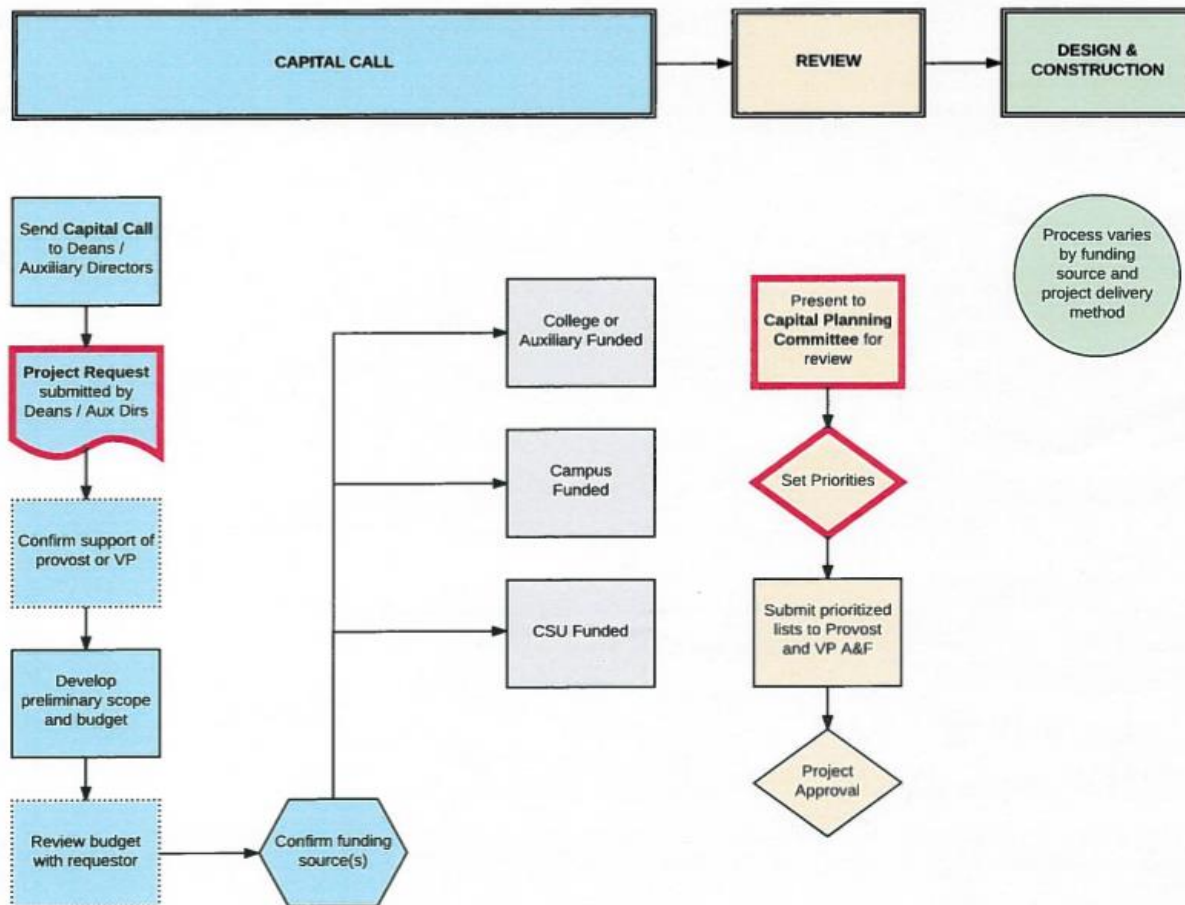 CAPITAL CALL
REVIEW
DESIGN &
CONSTRUCTION
Send Capital Call
to Deans /
Auxiliary Directors
Project Request
submitted by
Deans / Aux Dirs
Confirm support of
provost or VP
Develop
preliminary scope
and budget
Review budget
with requestor
Confirm funding
source(s)
College or
Auxiliary Funded
Campus
Funded
CSU Funded
Present to
Capital Planning
Committee for
review
Set Priorities
Submit prioritized
lists to Provost
and VP A&F
Project
Approval
Process varies
by funding
source and
project delivery
method